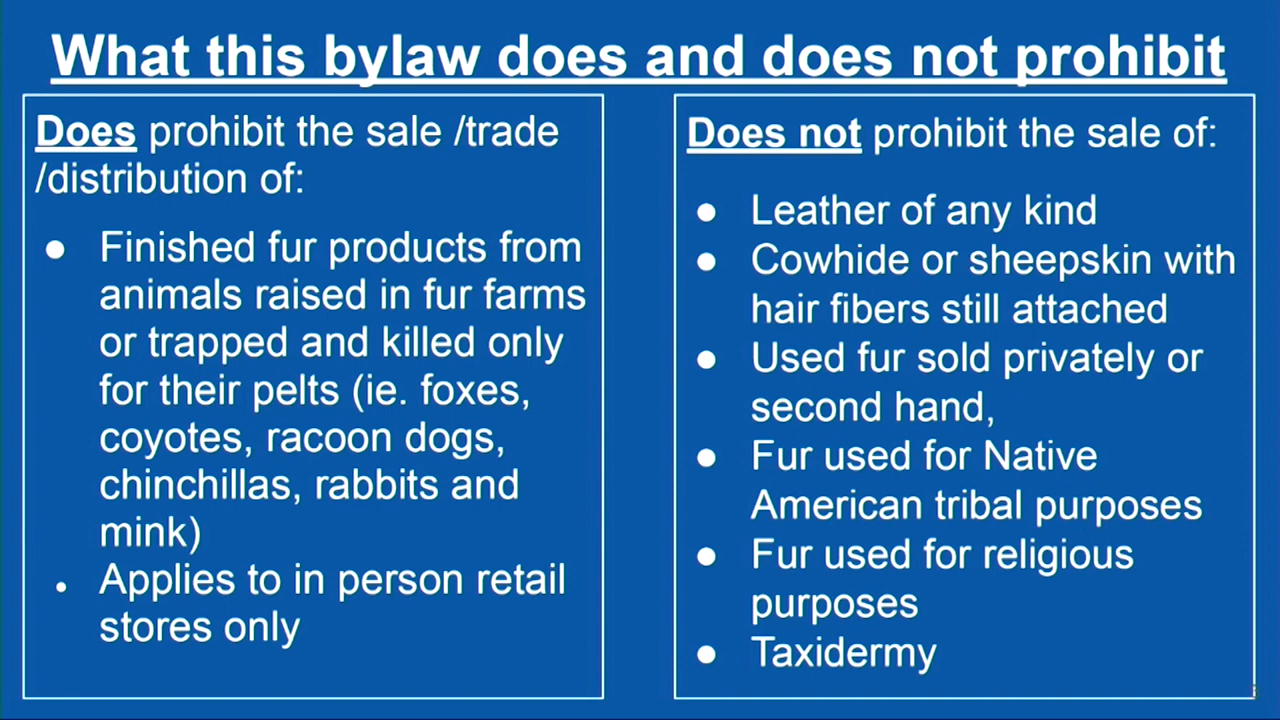 What this bylaw does and does not prohibit
Does prohibit the sale /trade
/distribution of:
● Finished fur products from
animals raised in fur farms
or trapped and killed only
for their pelts (ie. foxes,
coyotes, racoon dogs,
chinchillas, rabbits and
mink)
● Applies to in person retail
stores only
Does not prohibit the sale of:
● Leather of any kind
● Cowhide or sheepskin with
hair fibers still attached
● Used fur sold privately or
second hand,
● Fur used for Native
American tribal purposes
● Fur used for religious
purposes
● Taxidermy